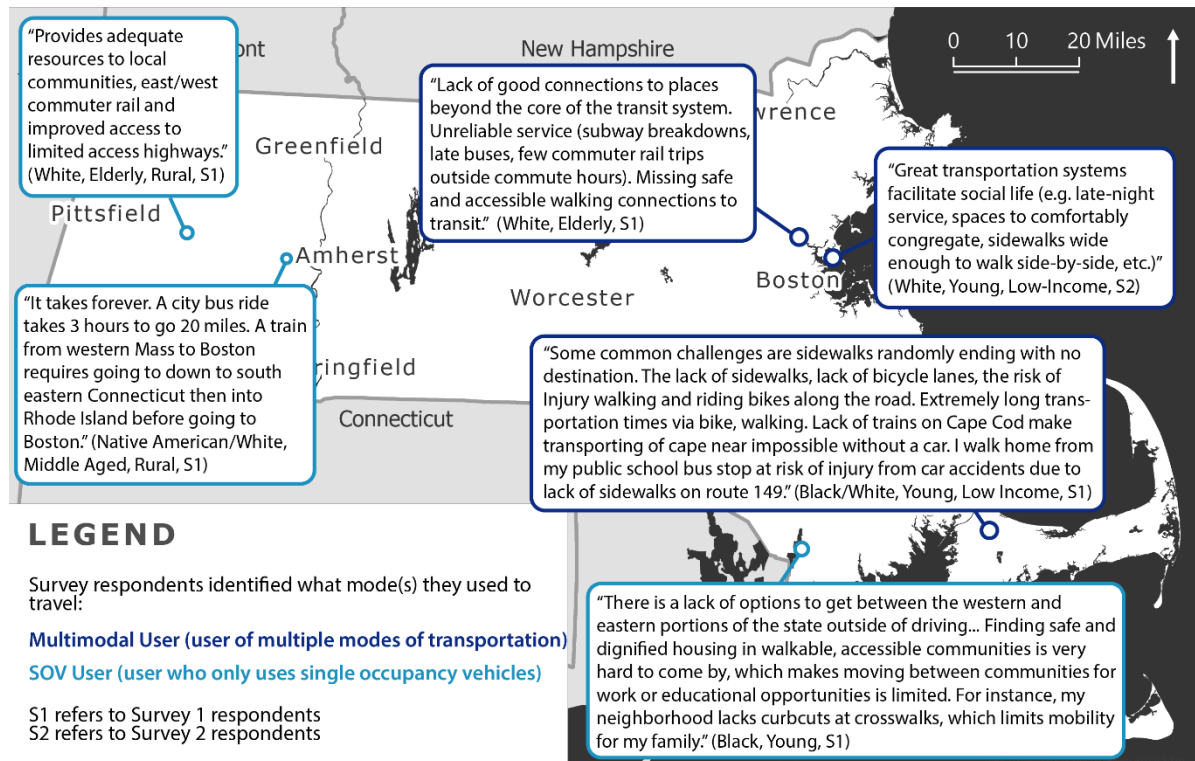 “Provides adequate
resources to local
communities, east/west
commuter rail and
improved access to
limited access highways.”
(White, Elderly, Rural, S1)
ont
New Hampshire
0 10 20 Miles
“Lack of good connections to places
beyond the core of the transit system.
Unreliable service (subway breakdowns,
late buses, few commuter rail trips
outside commute hours). Missing safe
and accessible walking connections to
transit.” (White, Elderly, S1)
wrence
Greenfield
“Great transportation systems
facilitate social life (e.g. late-night
service, spaces to comfortably
congregate, sidewalks wide
enough to walk side-by-side, etc.)”
(White, Young, Low-Income, S2)
Pittsfield
Amherst
Boston
Worcester
“It takes forever. A city bus ride
takes 3 hours to go 20 miles. A train
from western Mass to Boston
requires going to down to south
eastern Connecticut then into
Rhode Island before going to
Boston.” (Native American/White,
Middle Aged, Rural, S1)
ringfield
Connecticut
“Some common challenges are sidewalks randomly ending with no
destination. The lack of sidewalks, lack of bicycle lanes, the risk of
Injury walking and riding bikes along the road. Extremely long trans-
portation times via bike, walking. Lack of trains on Cape Cod make
transporting of cape near impossible without a car. I walk home from
my public school bus stop at risk of injury from car accidents due to
lack of sidewalks on route 149.” (Black/White, Young, Low Income, S1)
LEGEND
Survey respondents identified what mode(s) they used to
travel:
Multimodal User (user of multiple modes of transportation)
SOV User (user who only uses single occupancy vehicles)
S1 refers to Survey 1 respondents
S2 refers to Survey 2 respondents
“There is a lack of options to get between the western and
eastern portions of the state outside of driving... Finding safe and
dignified housing in walkable, accessible communities is very
hard to come by, which makes moving between communities for
work or educational opportunities is limited. For instance, my
neighborhood lacks curbcuts at crosswalks, which limits mobility
for my family.” (Black, Young, S1)